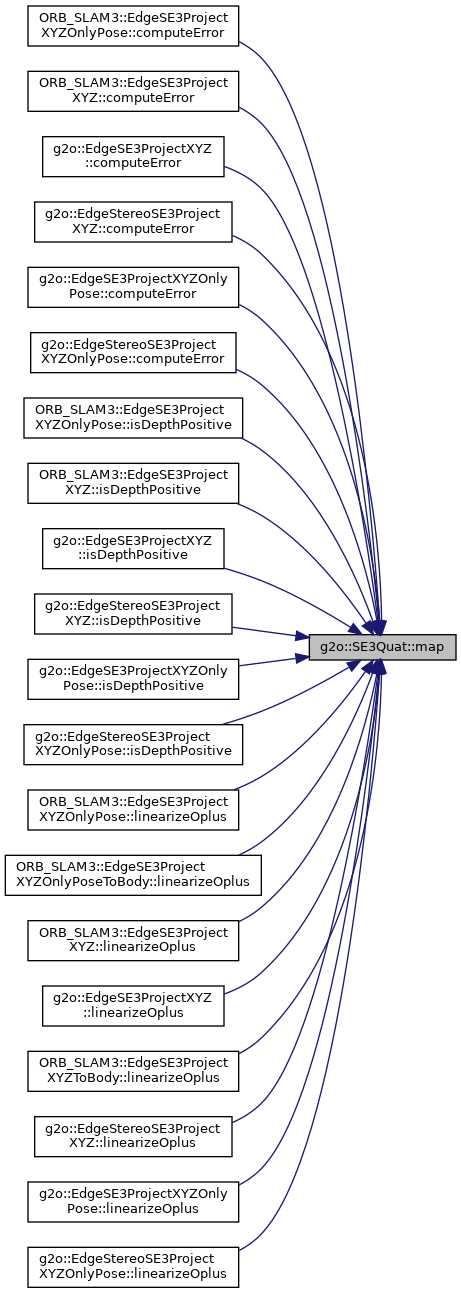 ORB_SLAM3::EdgeSE3Project
XYZOnlyPose::computeError
ORB_SLAM3::EdgeSE3Project
XYZ::computeError
g2o::EdgeSE3ProjectXYZ
::computeError
g2o::EdgeStereoSE3Project
XYZ::computeError
g2o::EdgeSE3ProjectXYZOnly
Pose::computeError
g2o::EdgeStereoSE3Project
XYZOnlyPose::computeError
ORB_SLAM3::EdgeSE3Project
XYZOnlyPose::isDepthPositive
ORB_SLAM3::EdgeSE3Project
XYZ::isDepthPositive
g2o::EdgeSE3ProjectXYZ
::isDepthPositive
g2o::EdgeStereoSE3Project
XYZ::isDepthPositive
g2o::SE3Quat::map
g2o::EdgeSE3ProjectXYZOnly
Pose::isDepthPositive
g2o::EdgeStereoSE3Project
XYZOnlyPose::isDepthPositive
ORB_SLAM3::EdgeSE3Project
XYZOnlyPose::linearizeOplus
ORB_SLAM3::EdgeSE3Project
XYZOnlyPoseToBody::linearizeOplus
ORB_SLAM3::EdgeSE3Project
XYZ::linearizeOplus
g2o::EdgeSE3ProjectXYZ
::linearizeOplus
ORB_SLAM3::EdgeSE3Project
XYZToBody::linearizeOplus
g2o::EdgeStereoSE3Project
XYZ::linearizeOplus
g2o::EdgeSE3ProjectXYZOnly
Pose::linearizeOplus
g2o::EdgeStereoSE3Project
XYZOnlyPose::linearizeOplus